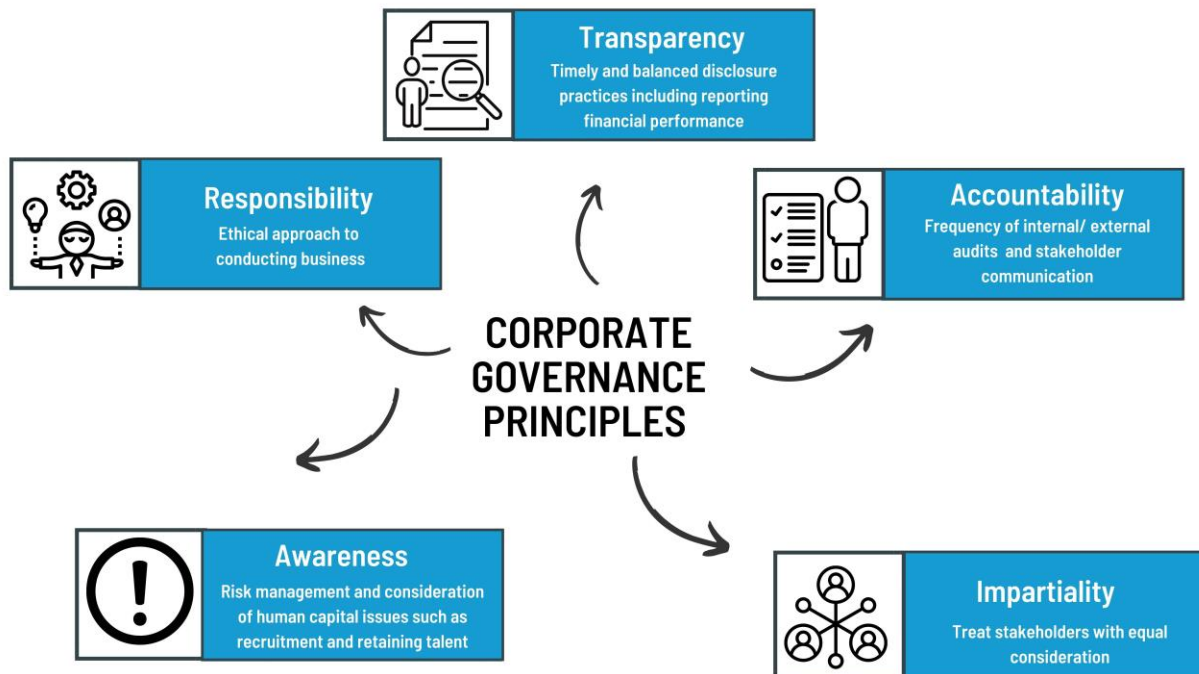 Transparency
Timely and balanced disclosure
practices including reporting
financial performance
Responsibility
Ethical approach to
conducting business
Accountability
Frequency of internal/ external
audits and stakeholder
communication
CORPORATE
GOVERNANCE
PRINCIPLES
Awareness
Risk management and consideration
of human capital issues such as
recruitment and retaining talent
Impartiality
Treat stakeholders with equal
consideration